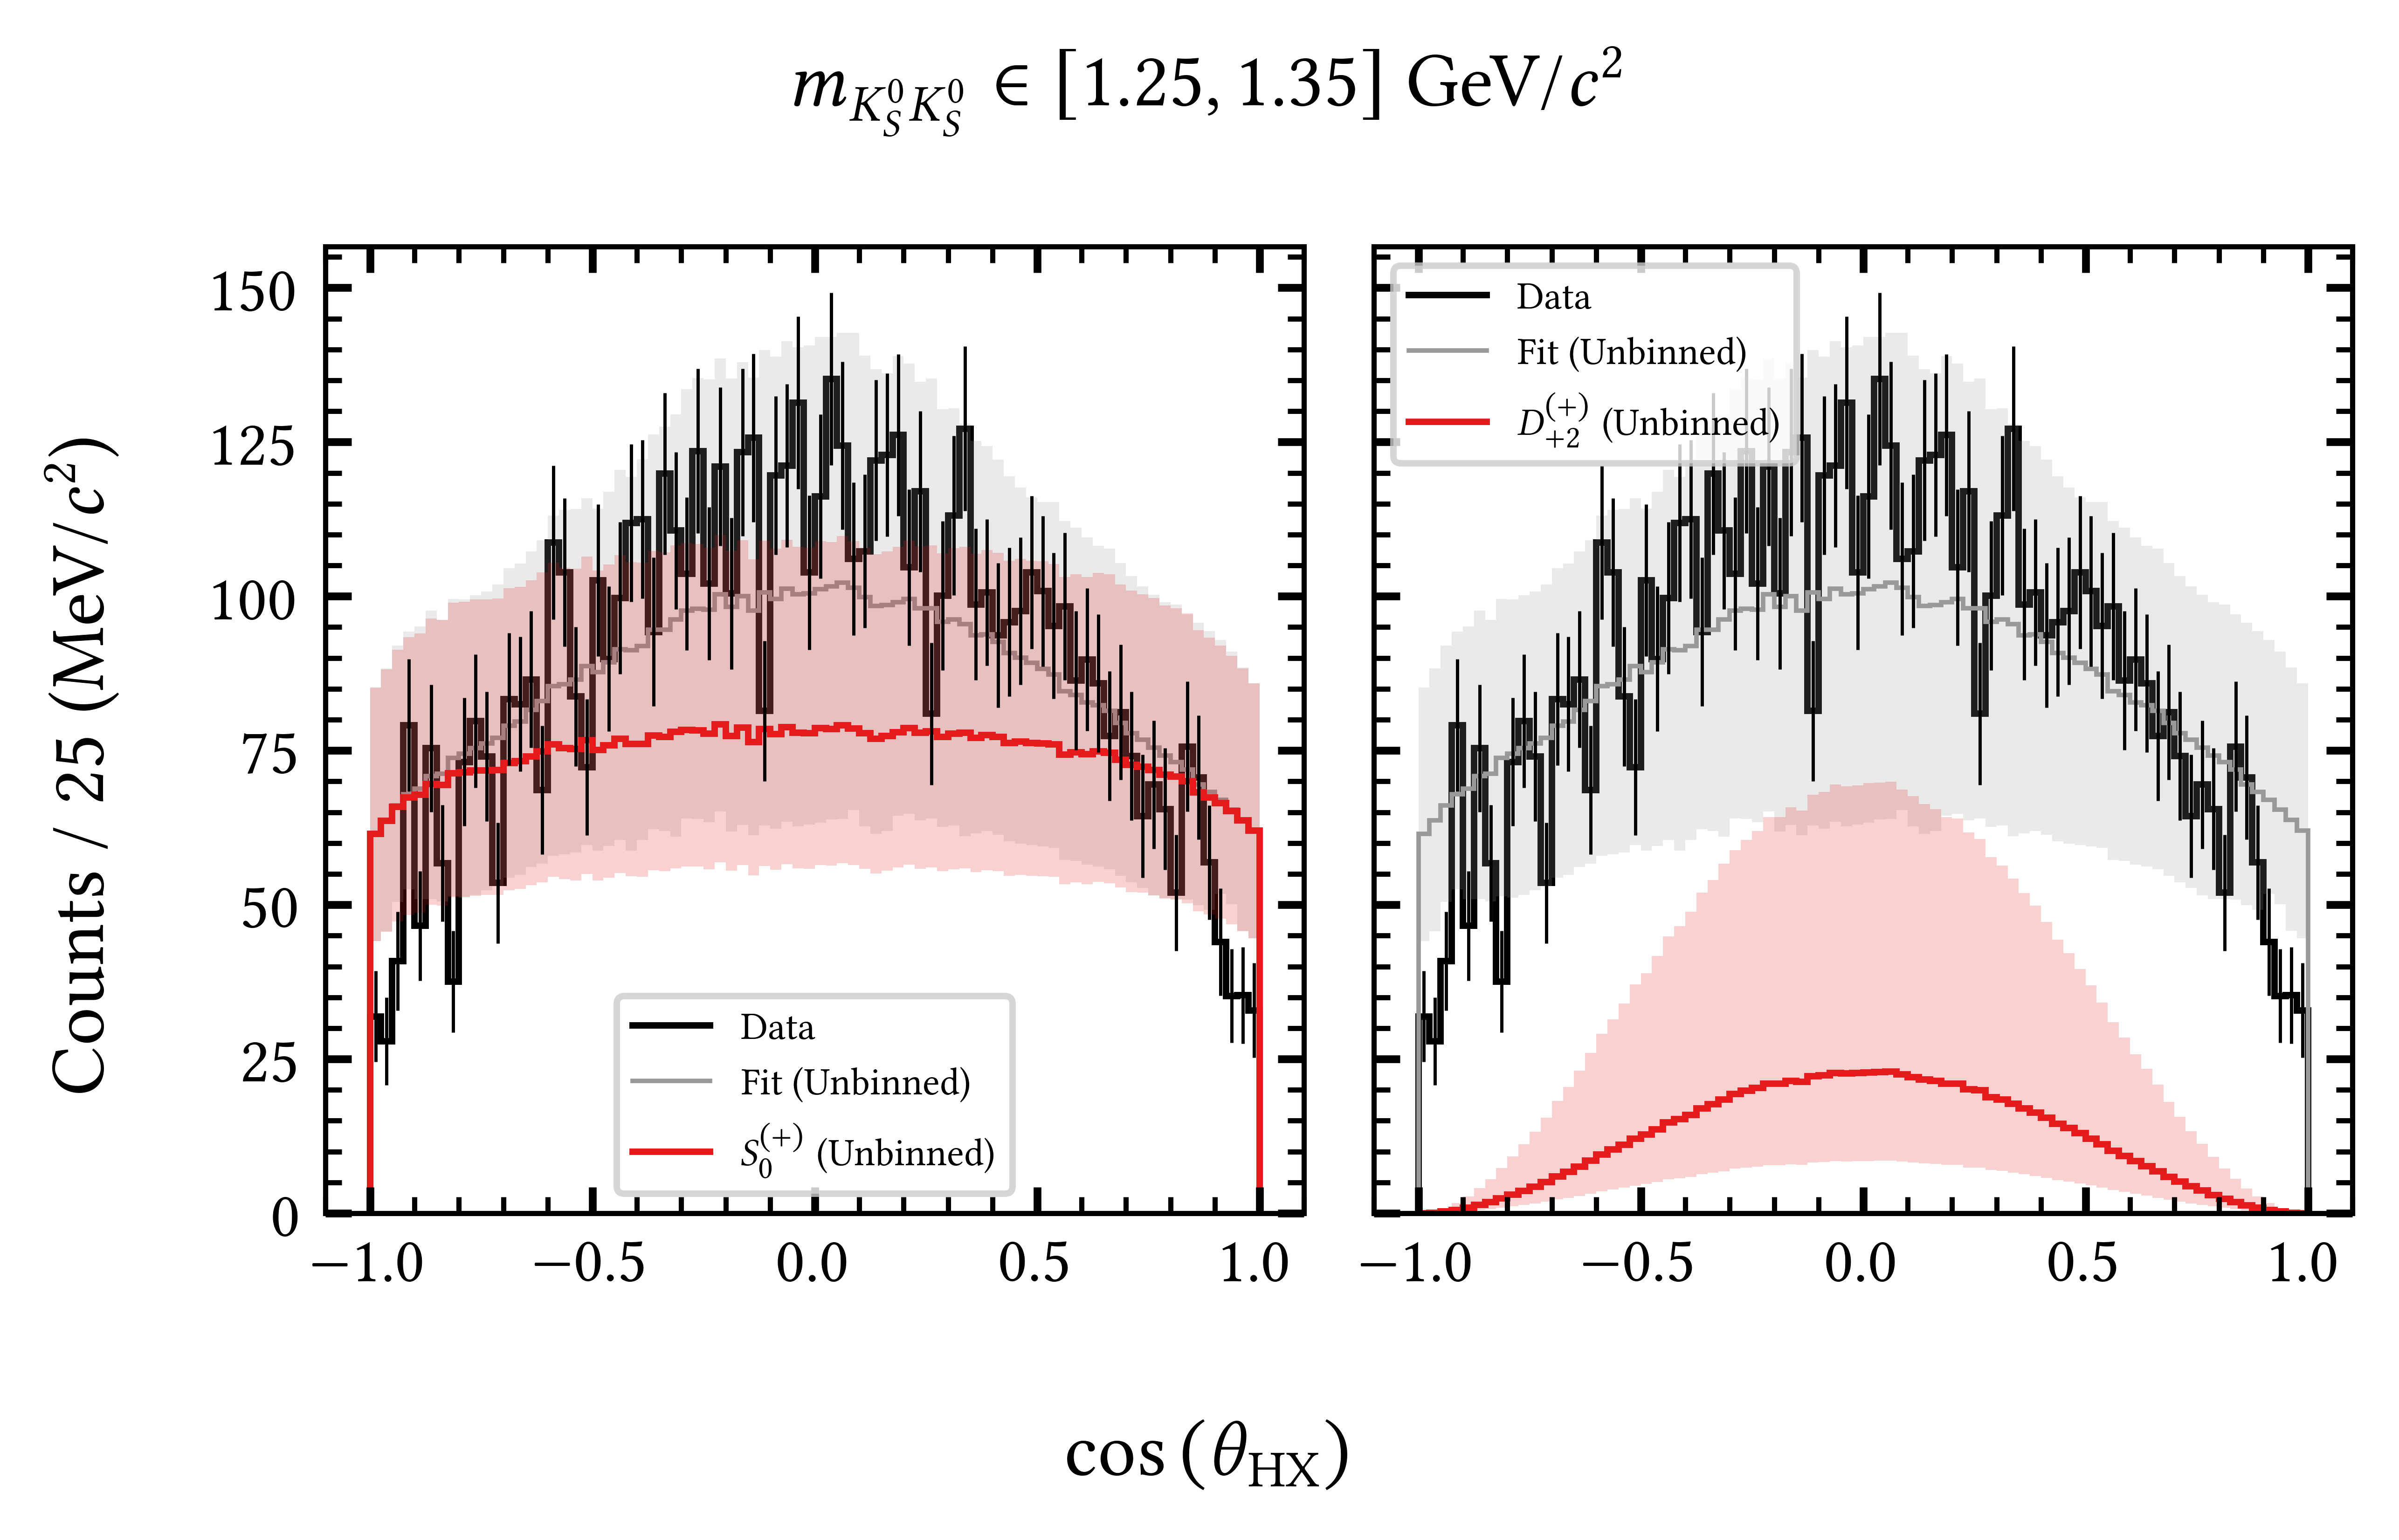 m_{K_S^0 K_S^0} ∈ [1.25, 1.35] GeV/c²
Counts / 25 (MeV/c²)
150
125
100
75
50
25
0
Data
Fit (Unbinned)
S_0^{(+)} (Unbinned)
Data
Fit (Unbinned)
D_{+2}^{(+)} (Unbinned)
−1.0 −0.5 0.0 0.5 1.0
−1.0 −0.5 0.0 0.5 1.0
cos (θ_HX)